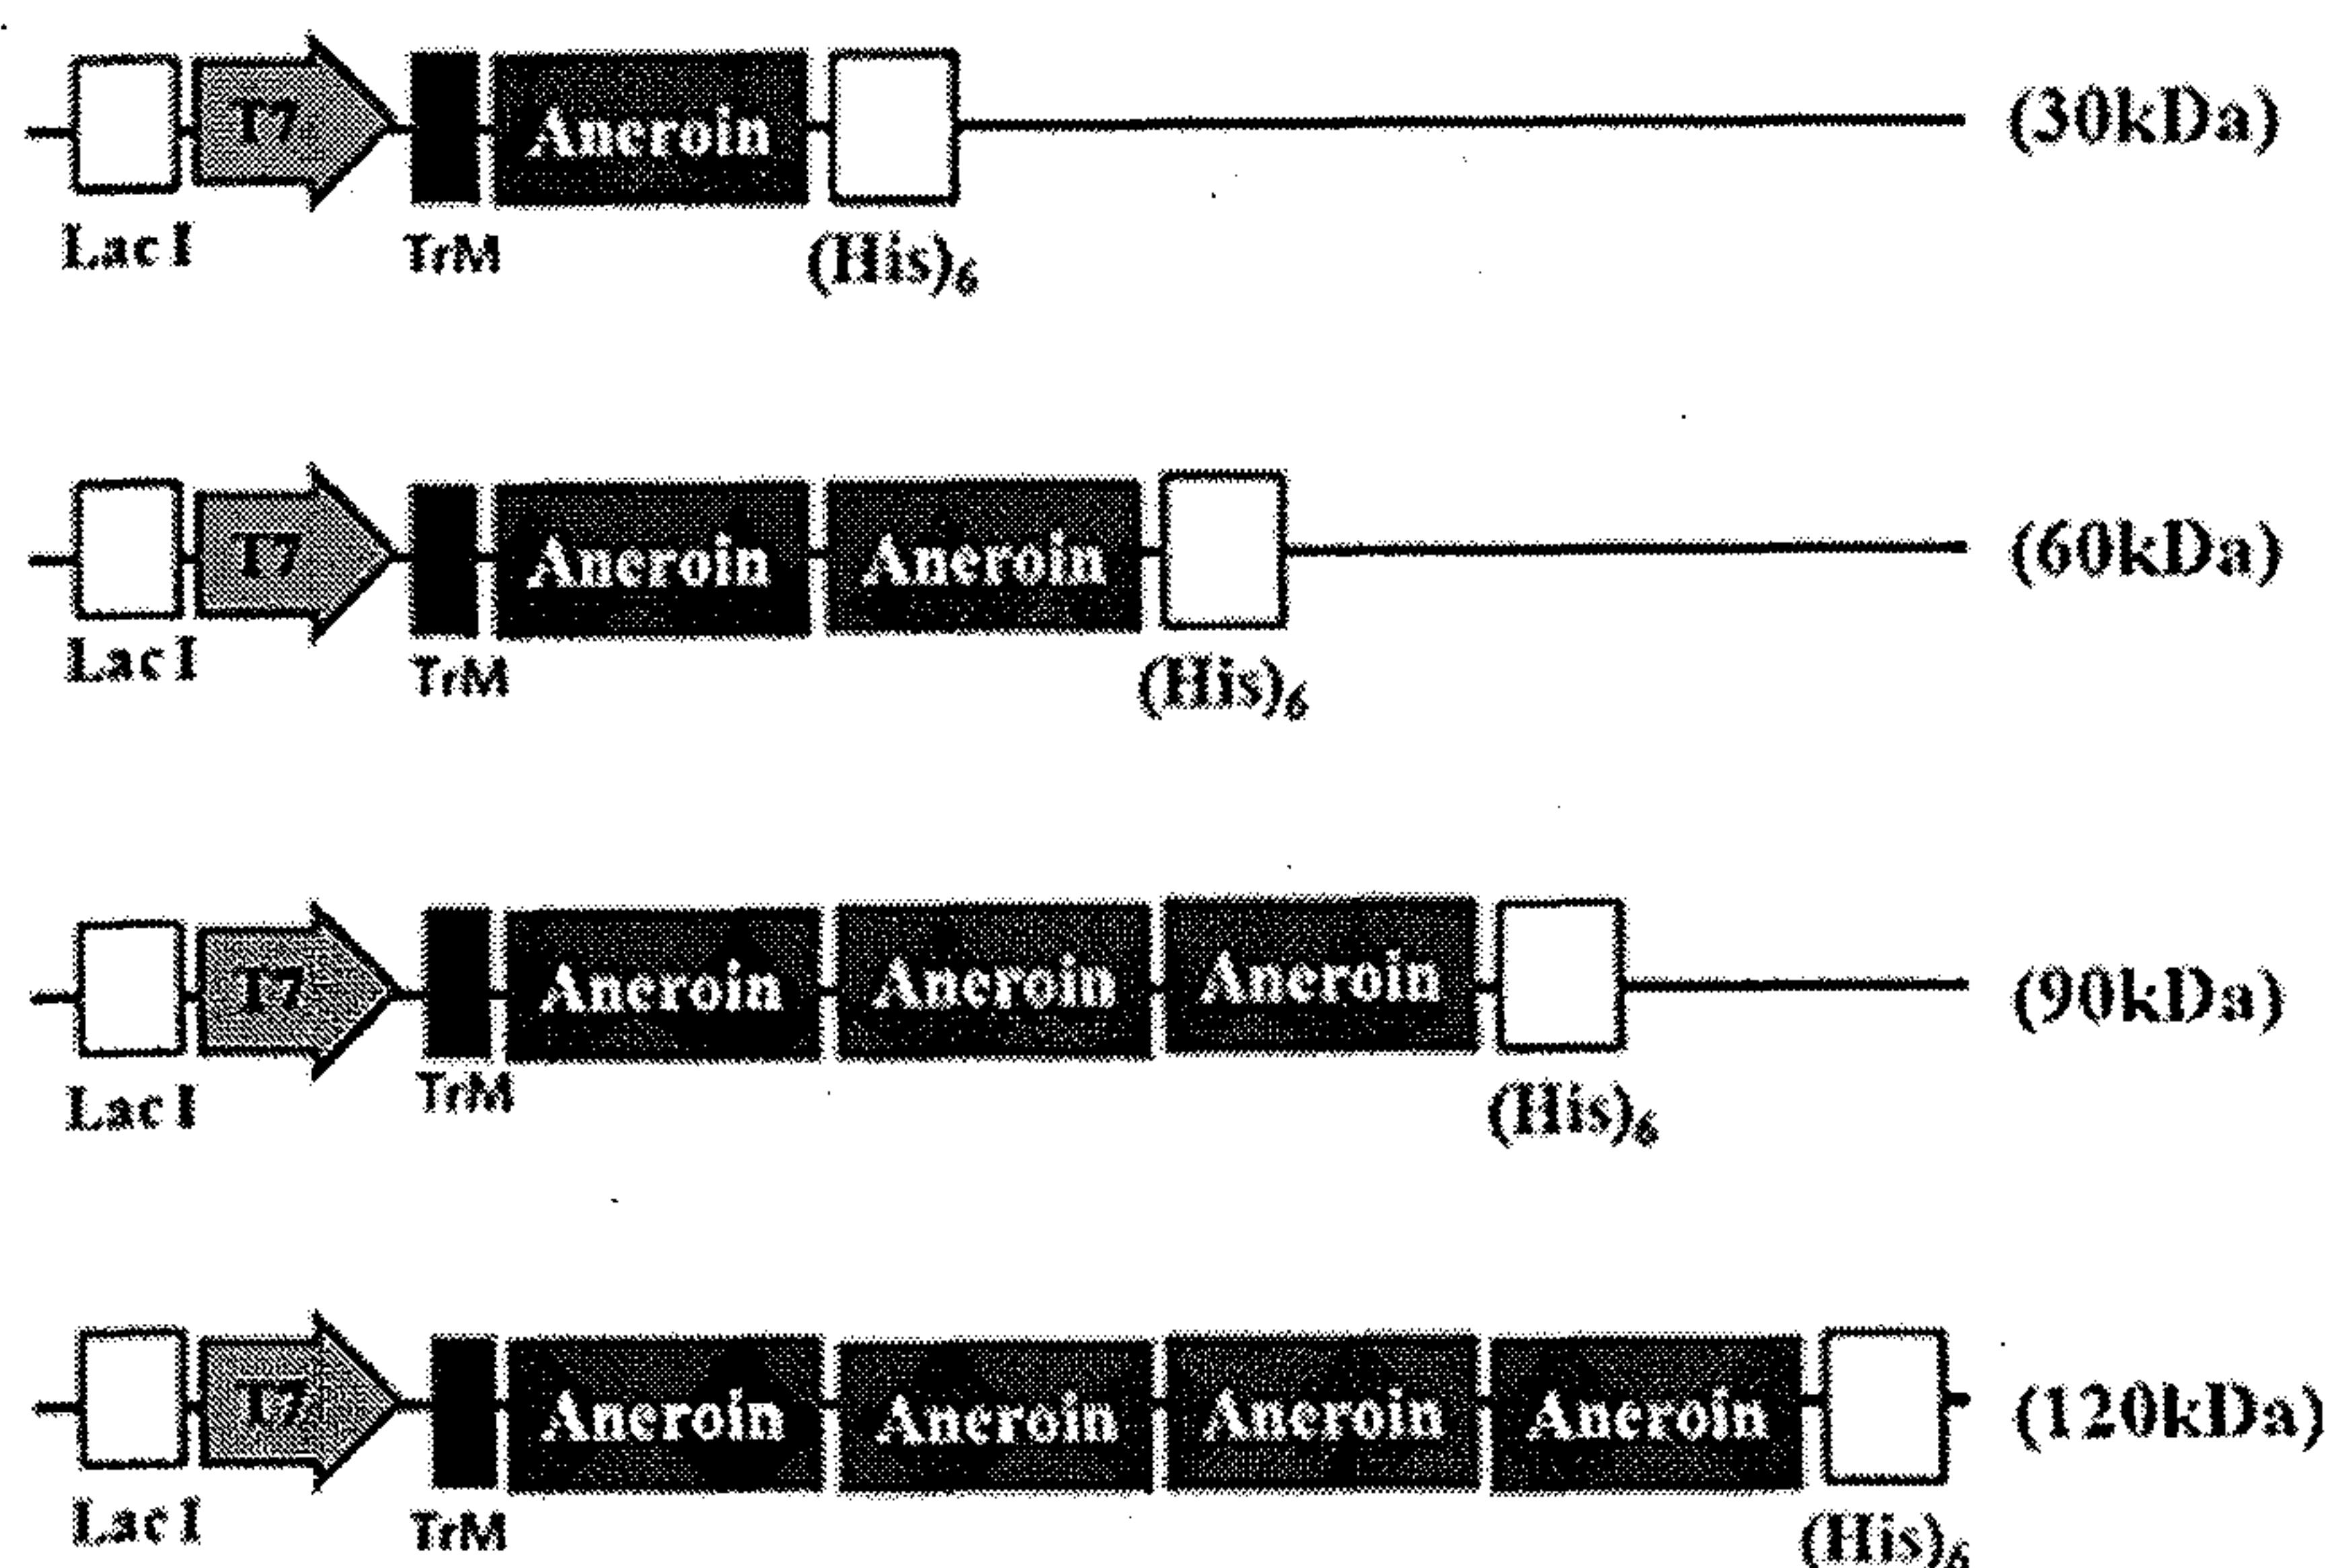 T7 Aneroin (30kDa)
Lac I TrM (His)6
T7 Aneroin Aneroin (60kDa)
Lac I TrM (His)6
T7 Aneroin Aneroin Aneroin (90kDa)
Lac I TrM (His)6
T7 Aneroin Aneroin Aneroin Aneroin (120kDa)
Lac I TrM (His)6